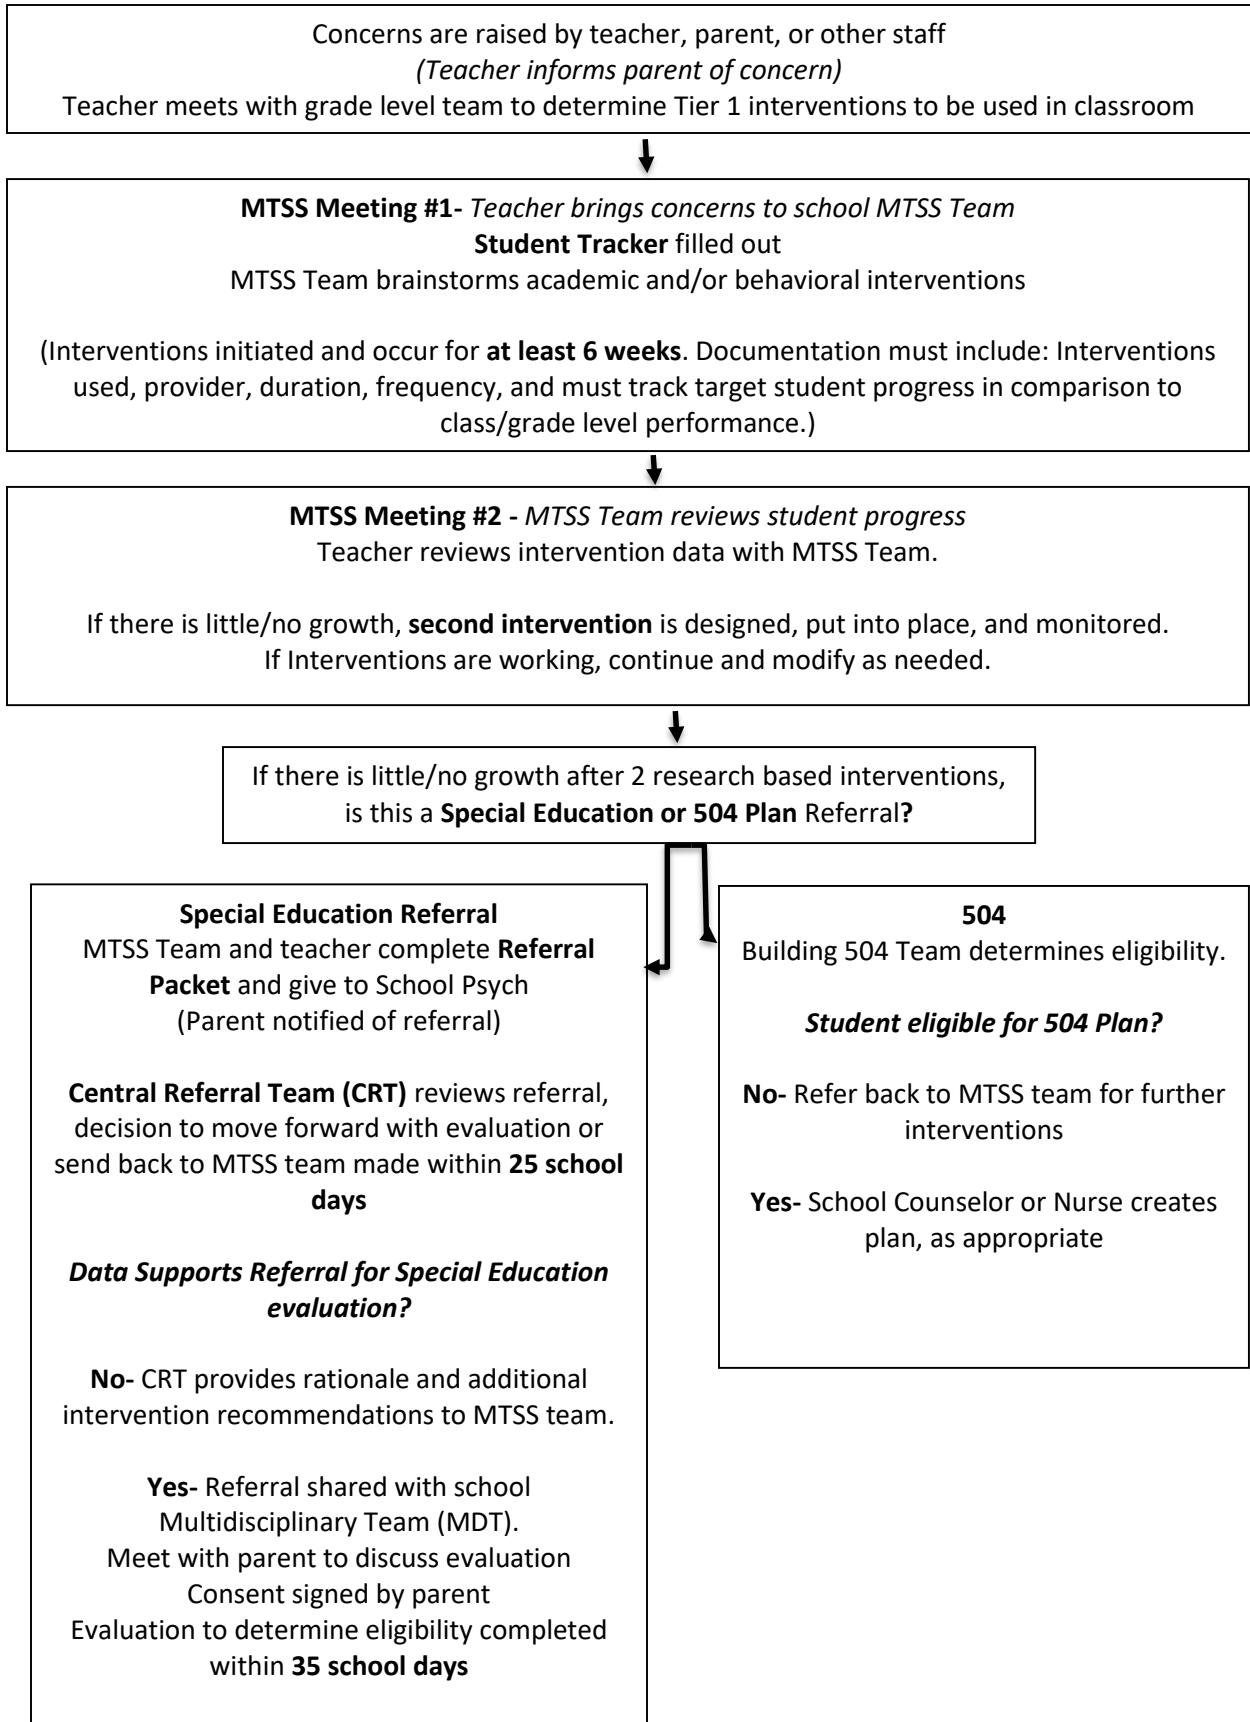 Concerns are raised by teacher, parent, or other staff
(Teacher informs parent of concern)
Teacher meets with grade level team to determine Tier 1 interventions to be used in classroom
MTSS Meeting #1- Teacher brings concerns to school MTSS Team
Student Tracker filled out
MTSS Team brainstorms academic and/or behavioral interventions
(Interventions initiated and occur for at least 6 weeks. Documentation must include: Interventions
used, provider, duration, frequency, and must track target student progress in comparison to
class/grade level performance.)
MTSS Meeting #2 - MTSS Team reviews student progress
Teacher reviews intervention data with MTSS Team.
If there is little/no growth, second intervention is designed, put into place, and monitored.
If Interventions are working, continue and modify as needed.
If there is little/no growth after 2 research based interventions,
is this a Special Education or 504 Plan Referral?
Special Education Referral
MTSS Team and teacher complete Referral
Packet and give to School Psych
(Parent notified of referral)
Central Referral Team (CRT) reviews referral,
decision to move forward with evaluation or
send back to MTSS team made within 25 school
days
Data Supports Referral for Special Education
evaluation?
No- CRT provides rationale and additional
intervention recommendations to MTSS team.
Yes- Referral shared with school
Multidisciplinary Team (MDT).
Meet with parent to discuss evaluation
Consent signed by parent
Evaluation to determine eligibility completed
within 35 school days
504
Building 504 Team determines eligibility.
Student eligible for 504 Plan?
No- Refer back to MTSS team for further
interventions
Yes- School Counselor or Nurse creates
plan, as appropriate